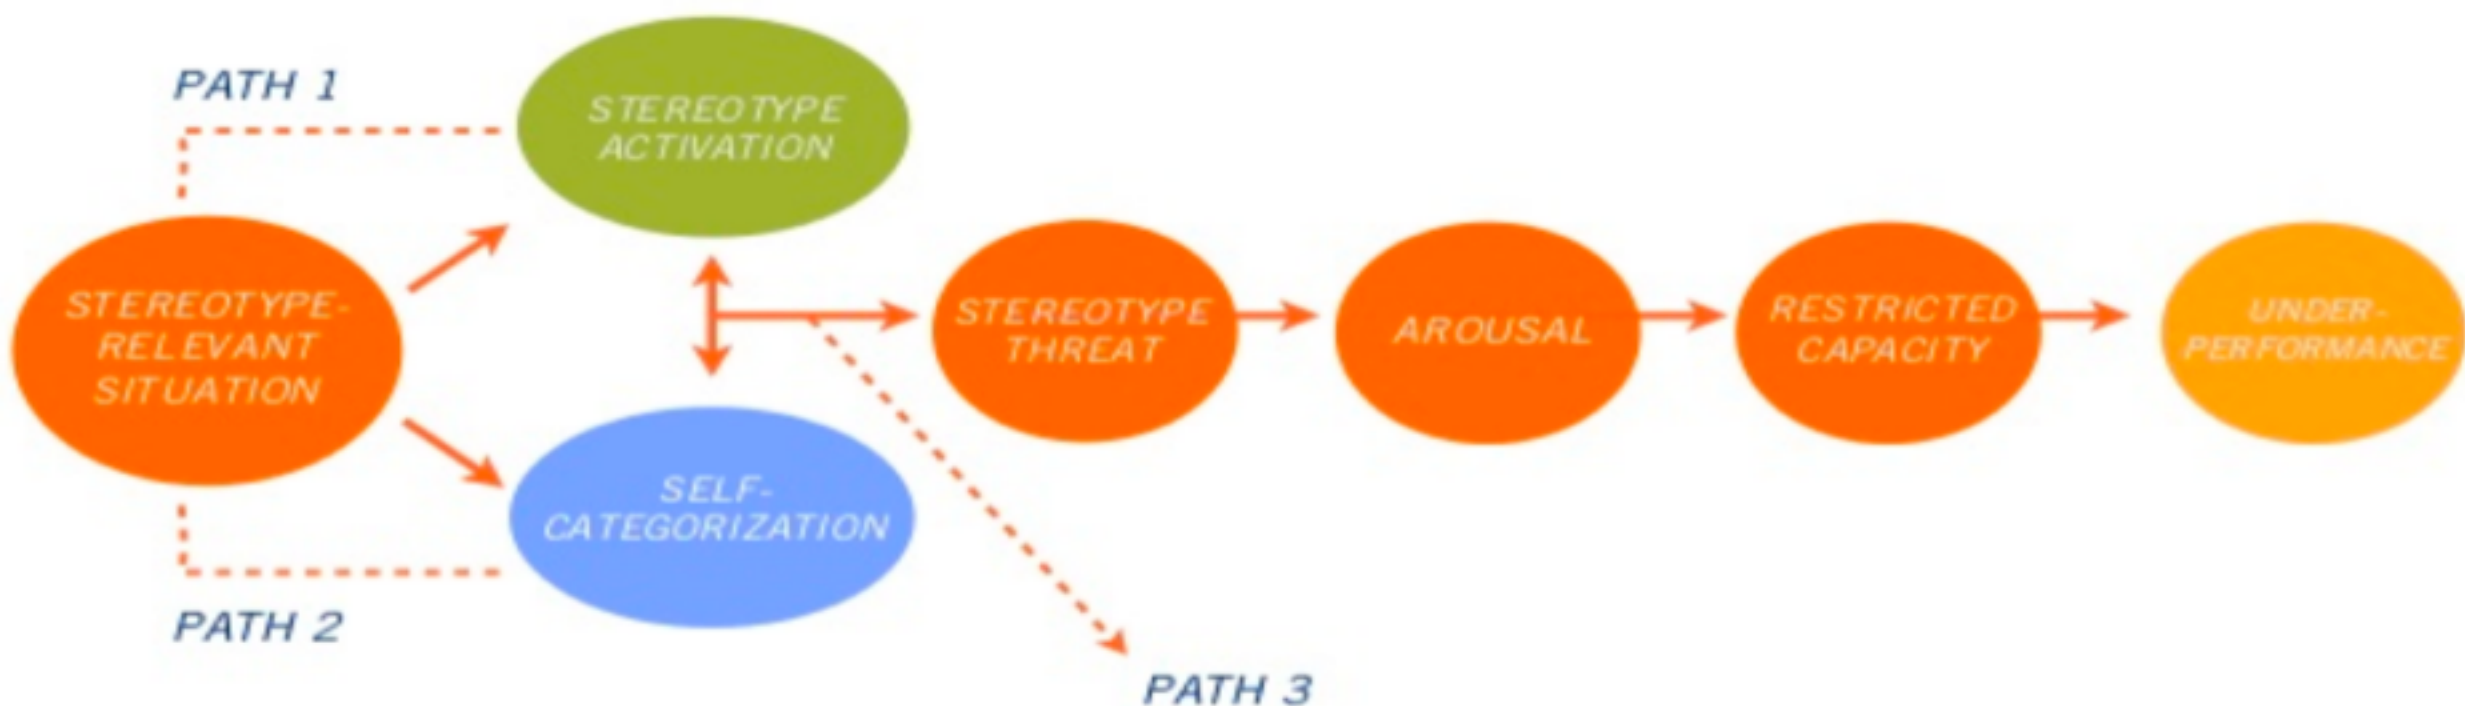 PATH 1
STEREOTYPE
ACTIVATION
STEREOTYPE-
RELEVANT
SITUATION
STEREOTYPE
THREAT
AROUSAL
RESTRICTED
CAPACITY
UNDER-
PERFORMANCE
SELF-
CATEGORIZATION
PATH 2
PATH 3